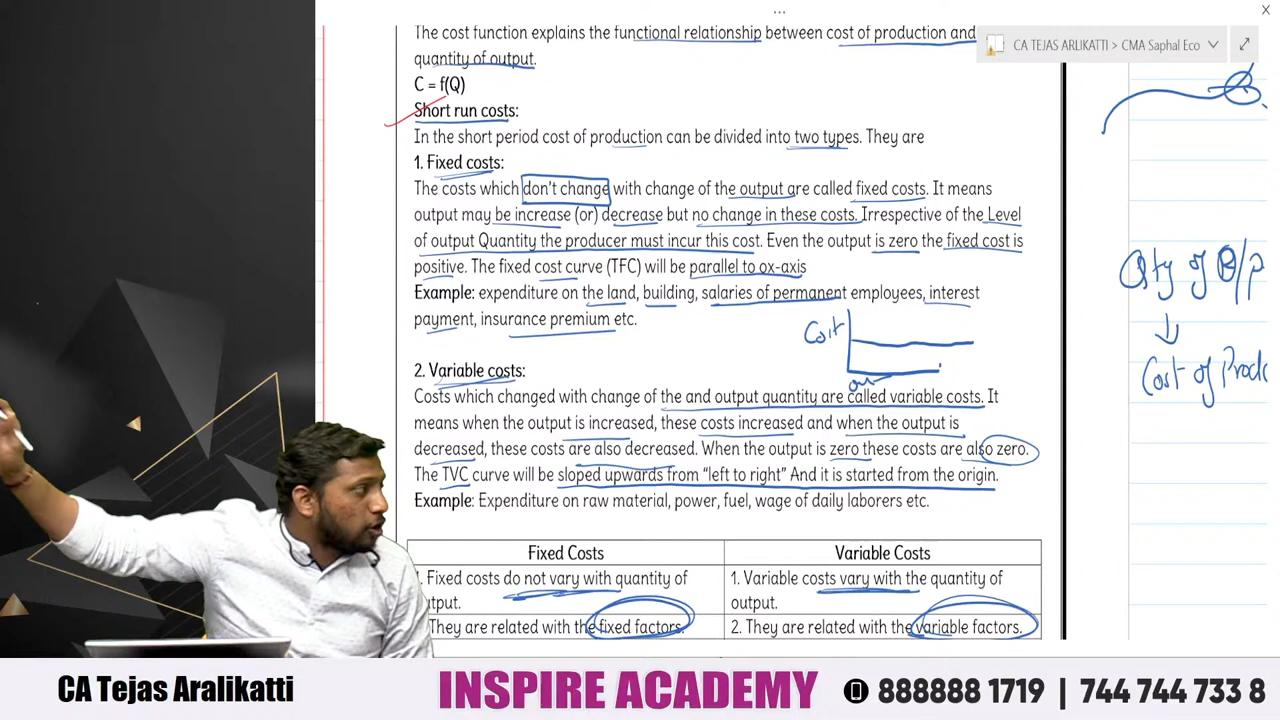 The cost function explains the functional relationship between cost of production and
CA TEJAS ARLIKATTI > CMA Saphal Eco
quantity of output.
C = f(Q)
Short run costs:
In the short period cost of production can be divided into two types. They are
1. Fixed costs:
The costs which don't change with change of the output are called fixed costs. It means
output may be increase (or) decrease but no change in these costs. Irrespective of the Level
of output Quantity the producer must incur this cost. Even the output is zero the fixed cost is
positive. The fixed cost curve (TFC) will be parallel to ox-axis
Example: expenditure on the land, building, salaries of permanent employees, interest
payment, insurance premium etc.
Cost
Qty of O/p
Cost of Prod
2. Variable costs:
Costs which changed with change of the and output quantity are called variable costs. It
means when the output is increased, these costs increased and when the output is
decreased, these costs are also decreased. When the output is zero these costs are also zero.
The TVC curve will be sloped upwards from “left to right” And it is started from the origin.
Example: Expenditure on raw material, power, fuel, wage of daily laborers etc.
Fixed Costs Variable Costs
. Fixed costs do not vary with quantity of 1. Variable costs vary with the quantity of
utput. output.
They are related with the fixed factors. 2. They are related with the variable factors.
CA Tejas Aralikatti INSPIRE ACADEMY 888888 1719 | 744 744 733 8